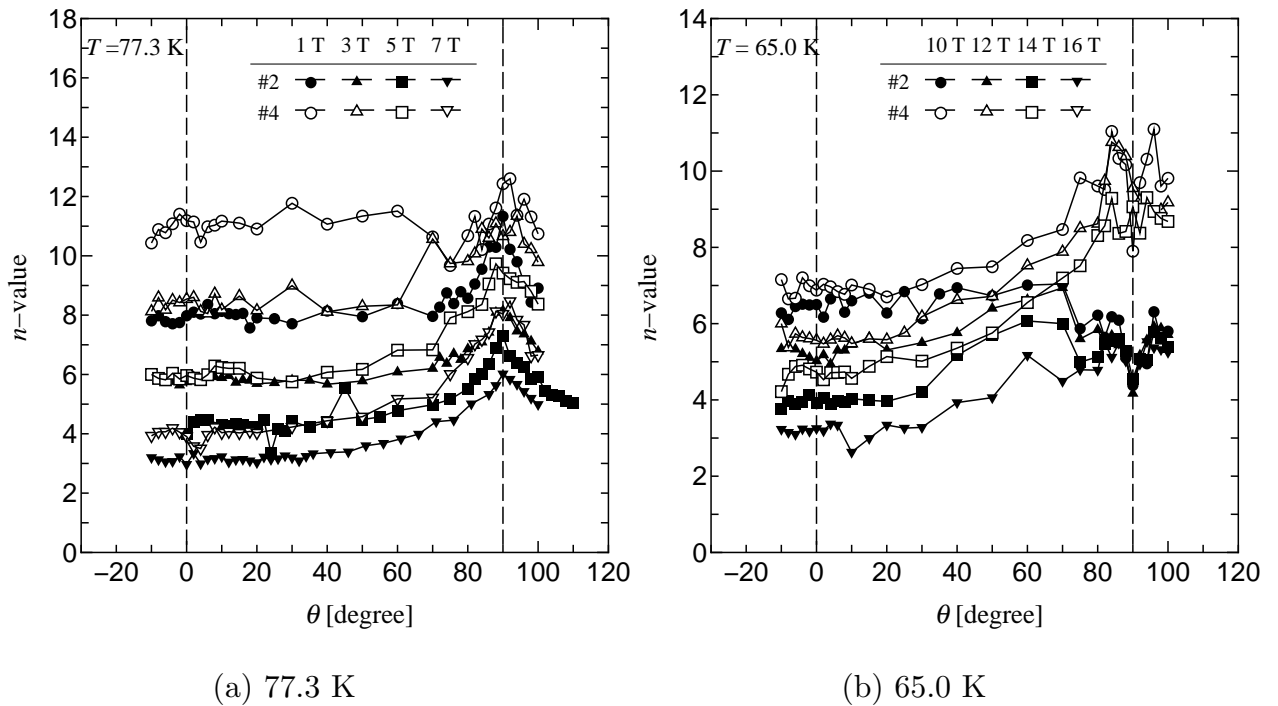 T =77.3 K
1 T 3 T 5 T 7 T
#2
#4
18
16
14
12
10
8
6
4
2
0
n−value
−20 0 20 40 60 80 100 120
θ [degree]
(a) 77.3 K
T = 65.0 K
10 T 12 T 14 T 16 T
#2
#4
14
12
10
8
6
4
2
0
n−value
−20 0 20 40 60 80 100 120
θ [degree]
(b) 65.0 K